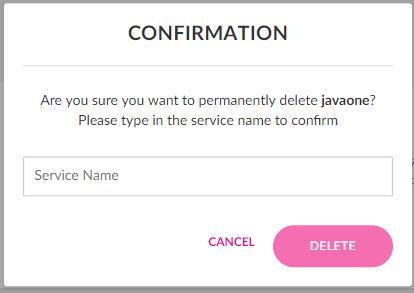 CONFIRMATION
Are you sure you want to permanently delete javaone?
Please type in the service name to confirm
Service Name
CANCEL
DELETE